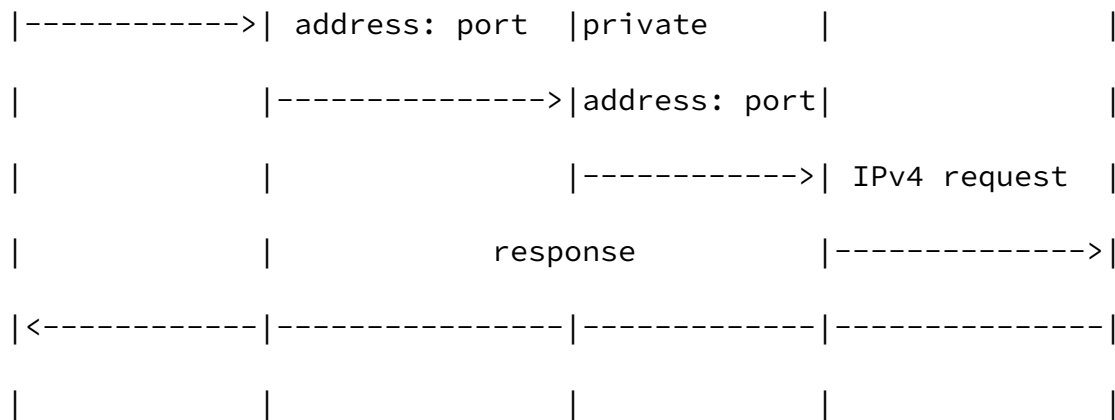 |------------>| address: port |private | |
| |--------------->|address: port| |
| | |------------>| IPv4 request |
| | response |-------------->|
|<------------|----------------|-------------|---------------|
| | | | |